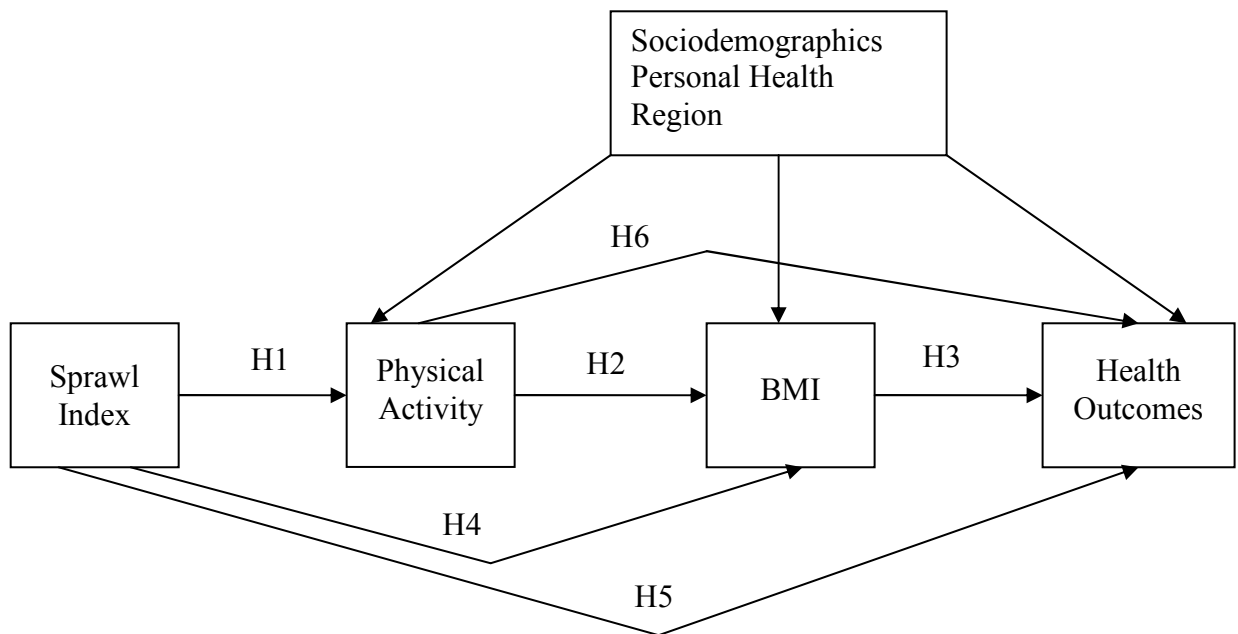 Sociodemographics
Personal Health
Region
H6
Sprawl
Index
H1
Physical
Activity
H2
BMI
H3
Health
Outcomes
H4
H5